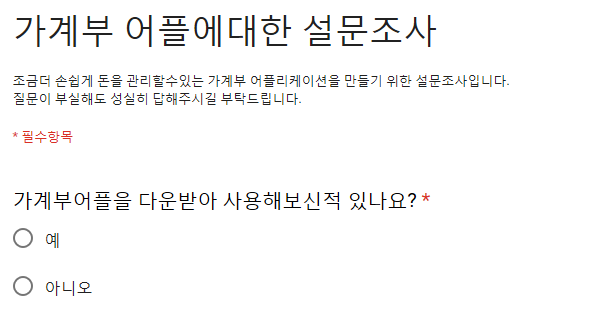 가계부 어플에대한 설문조사
조금더 손쉽게 돈을 관리할수있는 가계부 어플리케이션을 만들기 위한 설문조사입니다.
질문이 부실해도 성실히 답해주시길 부탁드립니다.
* 필수항목
가계부어플을 다운받아 사용해보신적 있나요? *
예
아니오